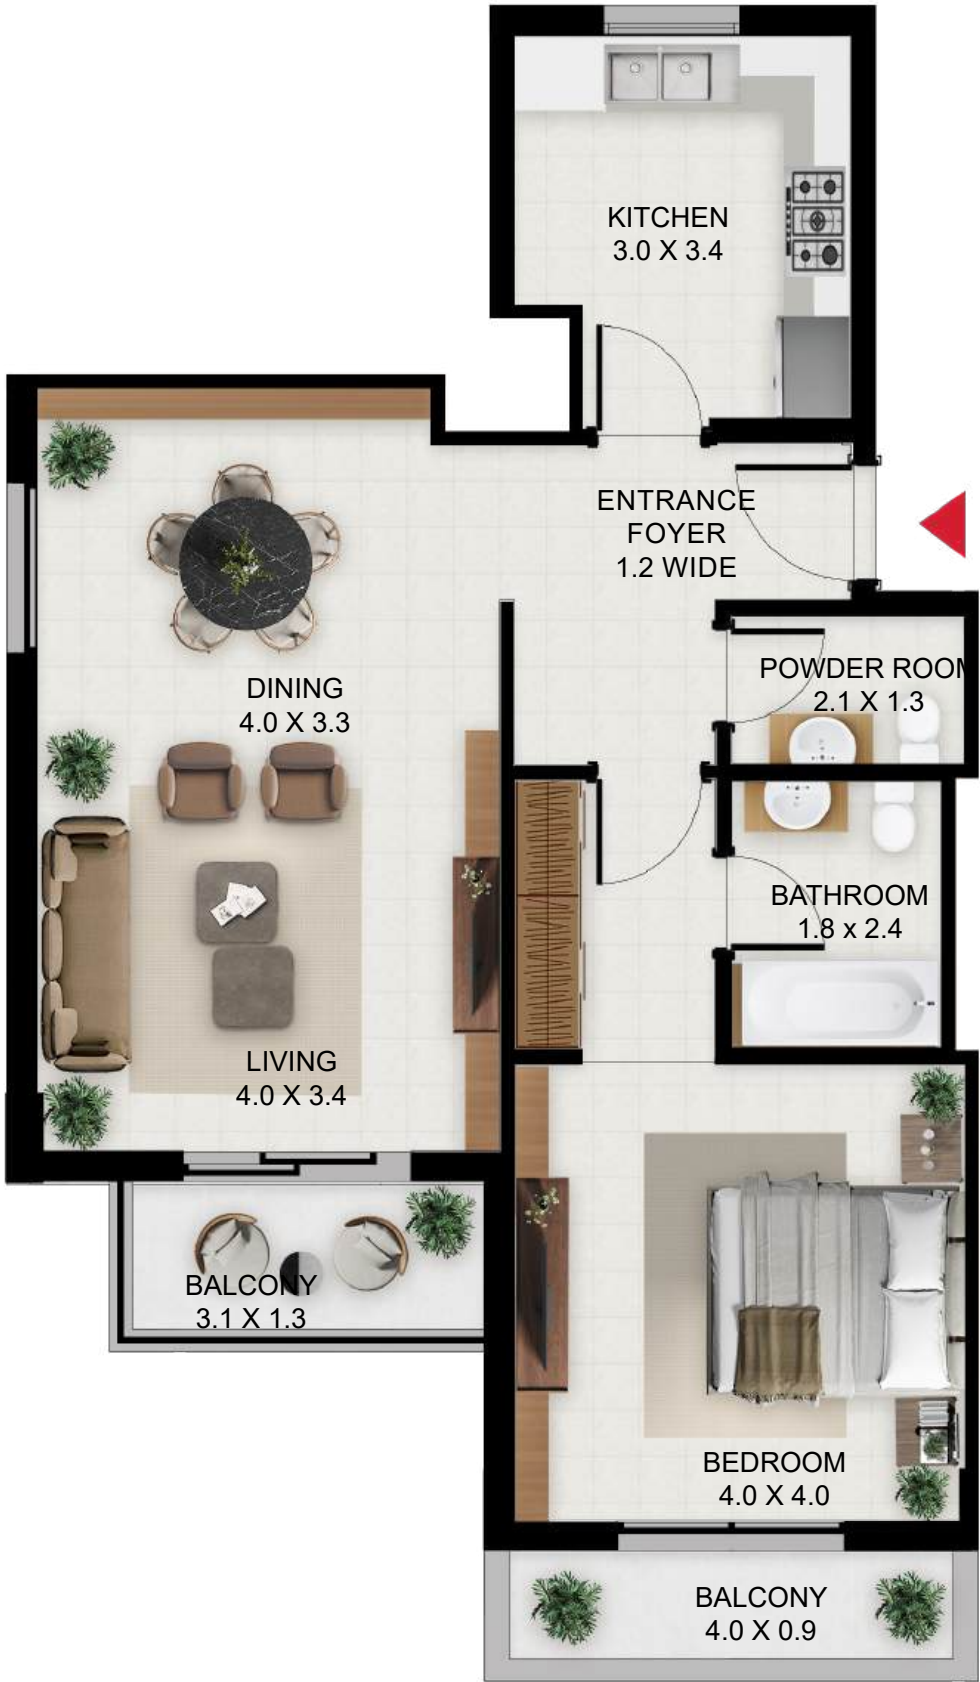 KITCHEN
3.0 X 3.4
ENTRANCE
FOYER
1.2 WIDE
POWDER ROOM
2.1 X 1.3
DINING
4.0 X 3.3
BATHROOM
1.8 x 2.4
LIVING
4.0 X 3.4
BALCONY
3.1 X 1.3
BEDROOM
4.0 X 4.0
BALCONY
4.0 X 0.9